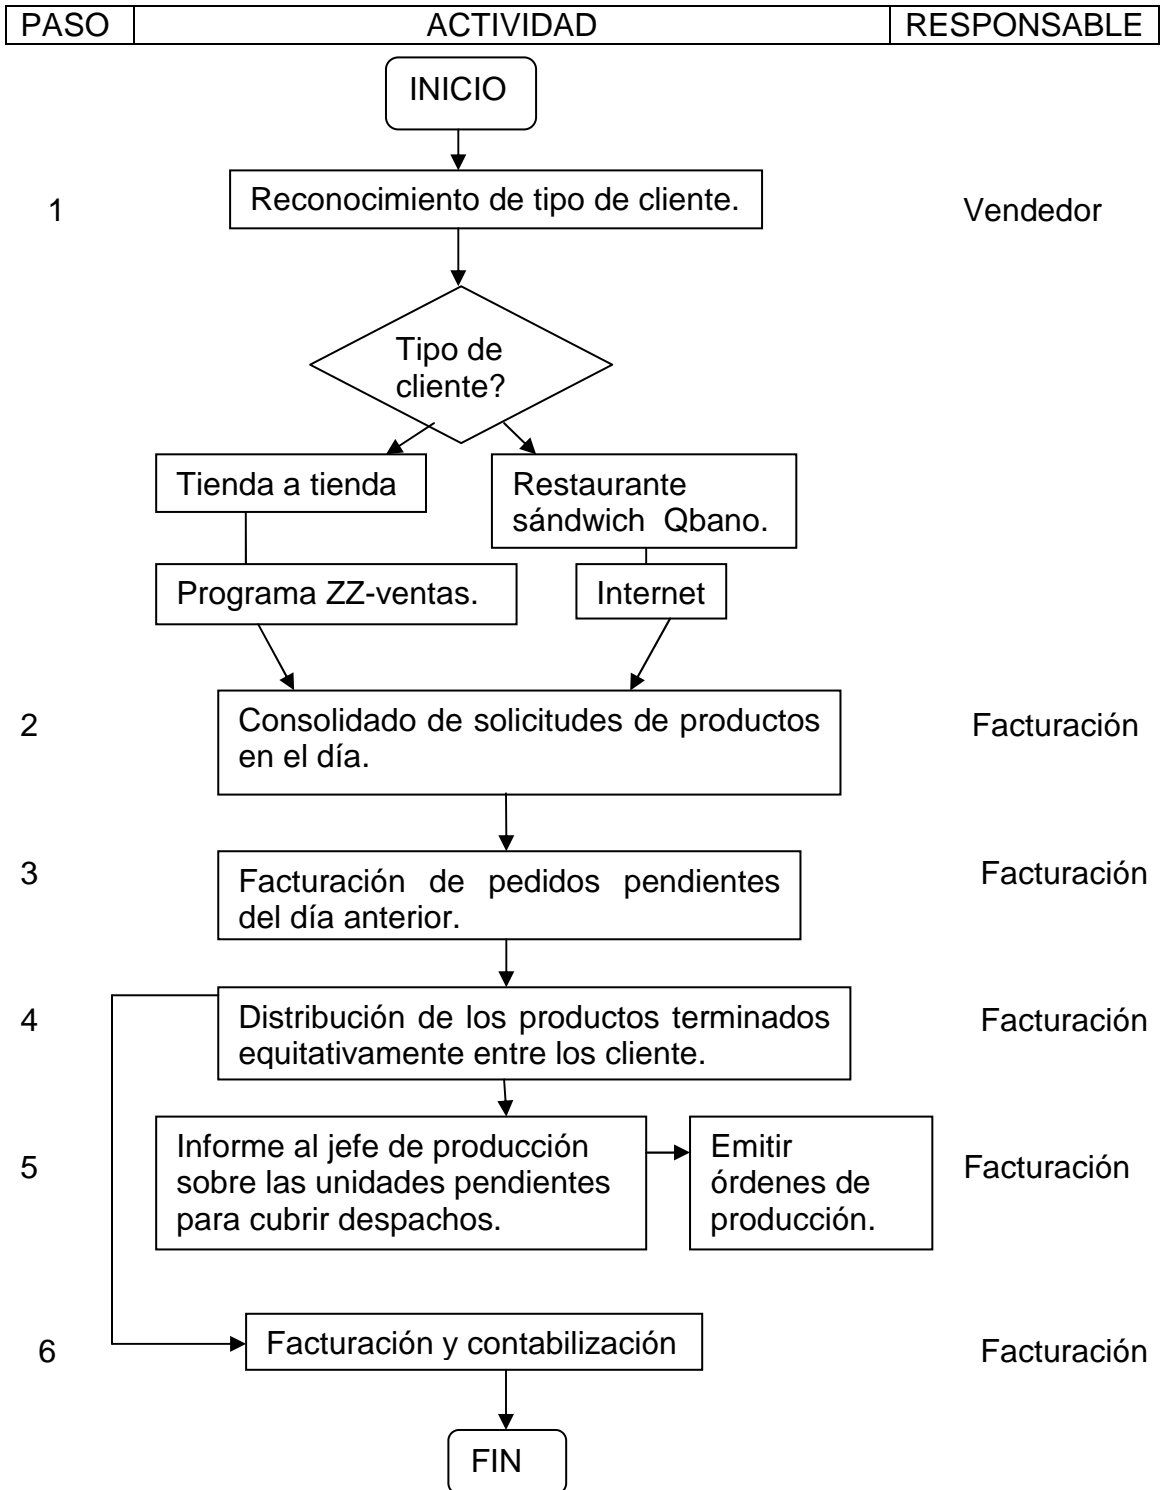 PASO ACTIVIDAD RESPONSABLE
INICIO
1 Reconocimiento de tipo de cliente. Vendedor
Tipo de
cliente?
Tienda a tienda
Restaurante
sándwich Qbano.
Programa ZZ-ventas.
Internet
2 Consolidado de solicitudes de productos Facturación
en el día.
3 Facturación de pedidos pendientes Facturación
del día anterior.
4 Distribución de los productos terminados Facturación
equitativamente entre los cliente.
5 Informe al jefe de producción
sobre las unidades pendientes
para cubrir despachos.
Emitir
órdenes de
producción.
Facturación
6 Facturación y contabilización Facturación
FIN